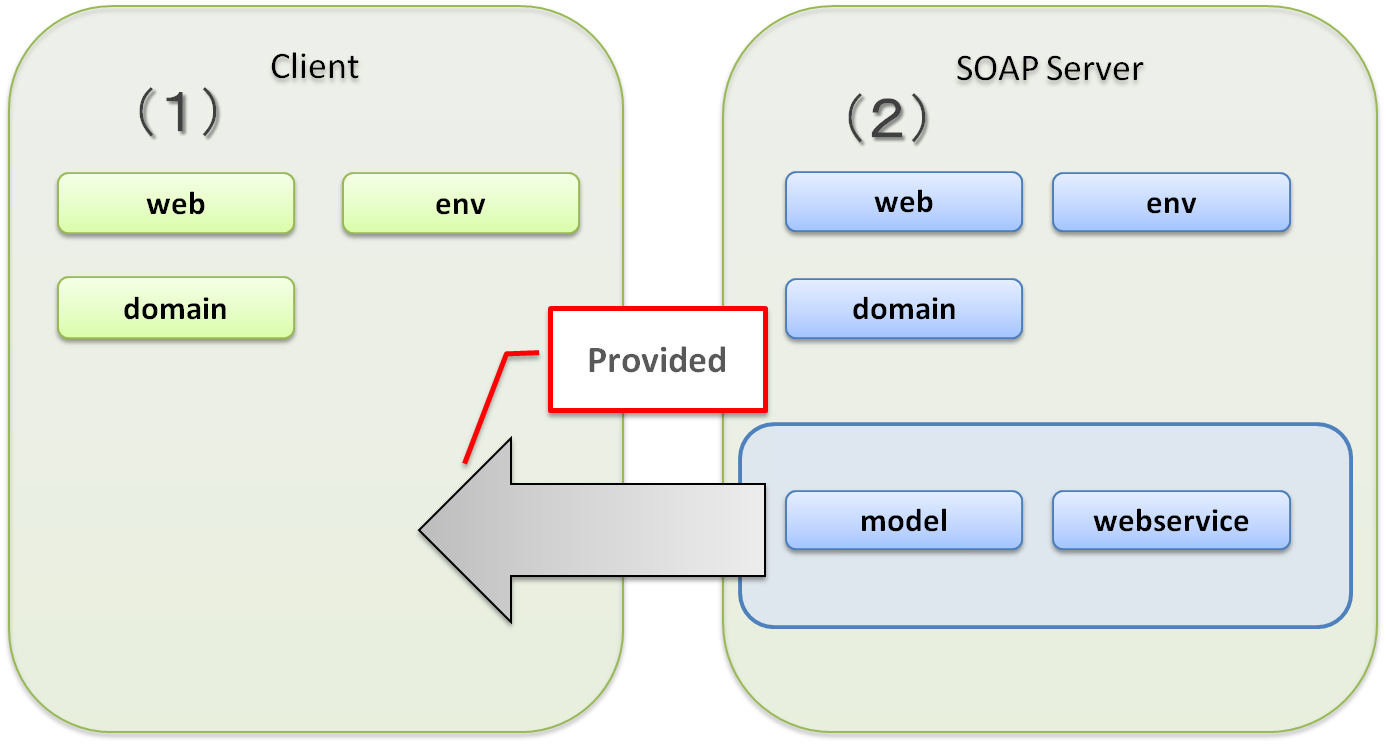 Client
（１）
web
env
domain
SOAP Server
（２）
web
env
domain
Provided
model
webservice